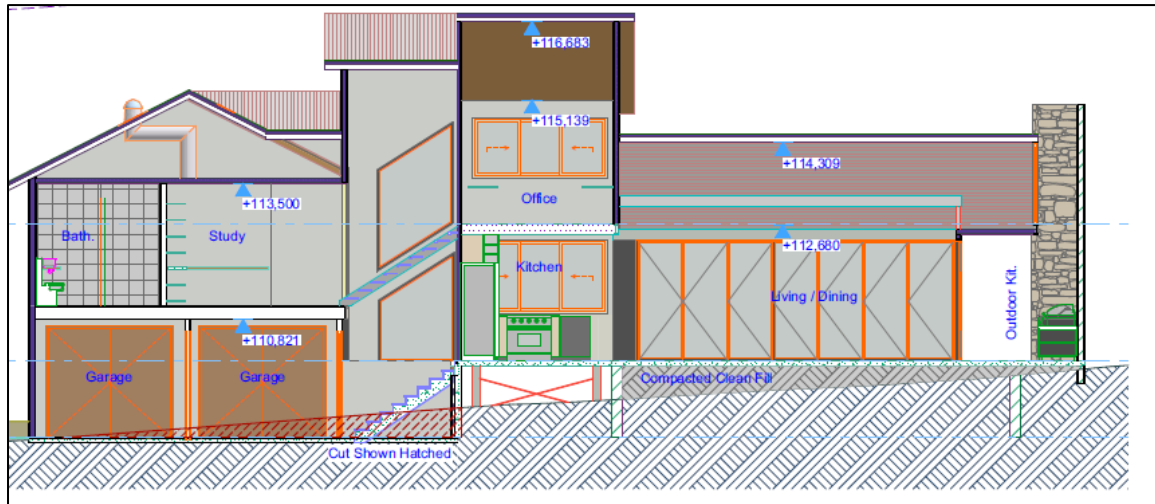 +116,683
+115,139
+114,309
Office
+113,500
Bath.
Study
+112,680
Kitchen
Living / Dining
Outdoor Kit.
+110,821
Garage
Garage
Compacted Clean Fill
Cut Shown Hatched